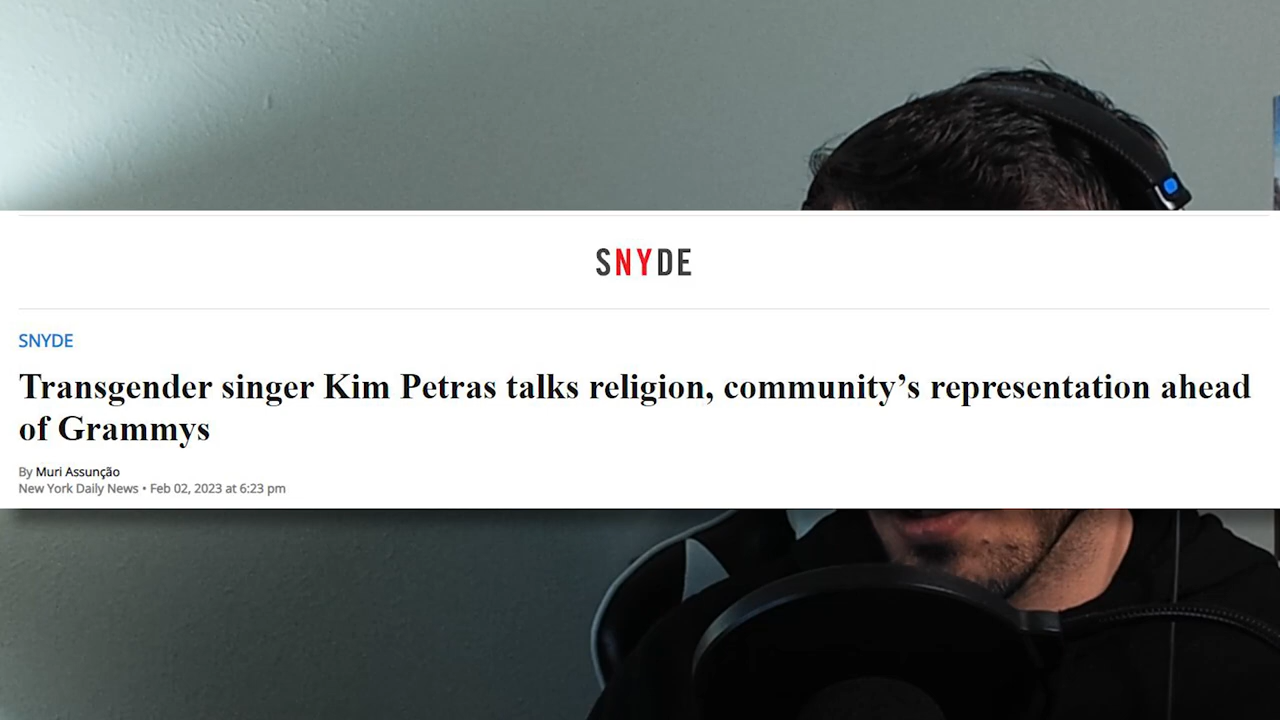 SNYDE
SNYDE
Transgender singer Kim Petras talks religion, community’s representation ahead
of Grammys
By Muri Assunção
New York Daily News • Feb 02, 2023 at 6:23 pm